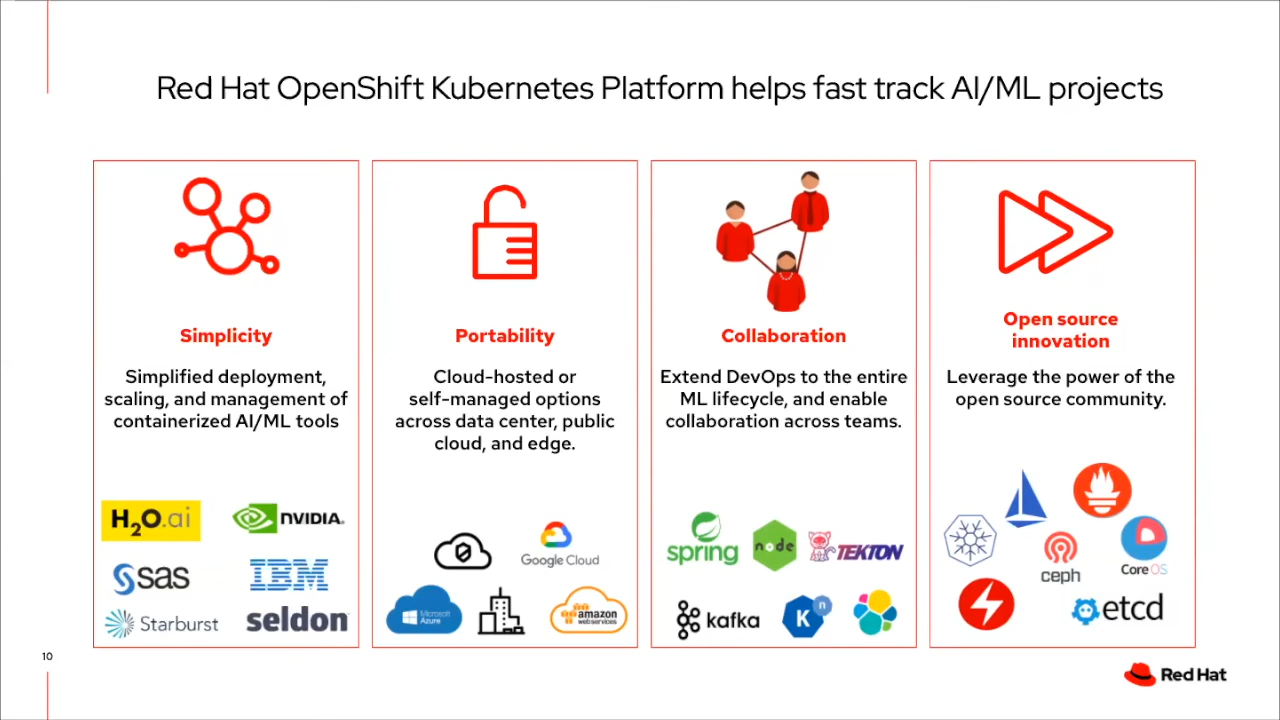 Red Hat OpenShift Kubernetes Platform helps fast track AI/ML projects
Simplicity
Simplified deployment,
scaling, and management of
containerized AI/ML tools
H2O.ai
NVIDIA.
sas
IBM
Starburst
seldon
Portability
Cloud-hosted or
self-managed options
across data center, public
cloud, and edge.
Google Cloud
Microsoft
Azure
amazon
webservices
Collaboration
Extend DevOps to the entire
ML lifecycle, and enable
collaboration across teams.
spring
node
TEKTON
kafka
n
Open source
innovation
Leverage the power of the
open source community.
ceph
Core OS
etcd
10
Red Hat